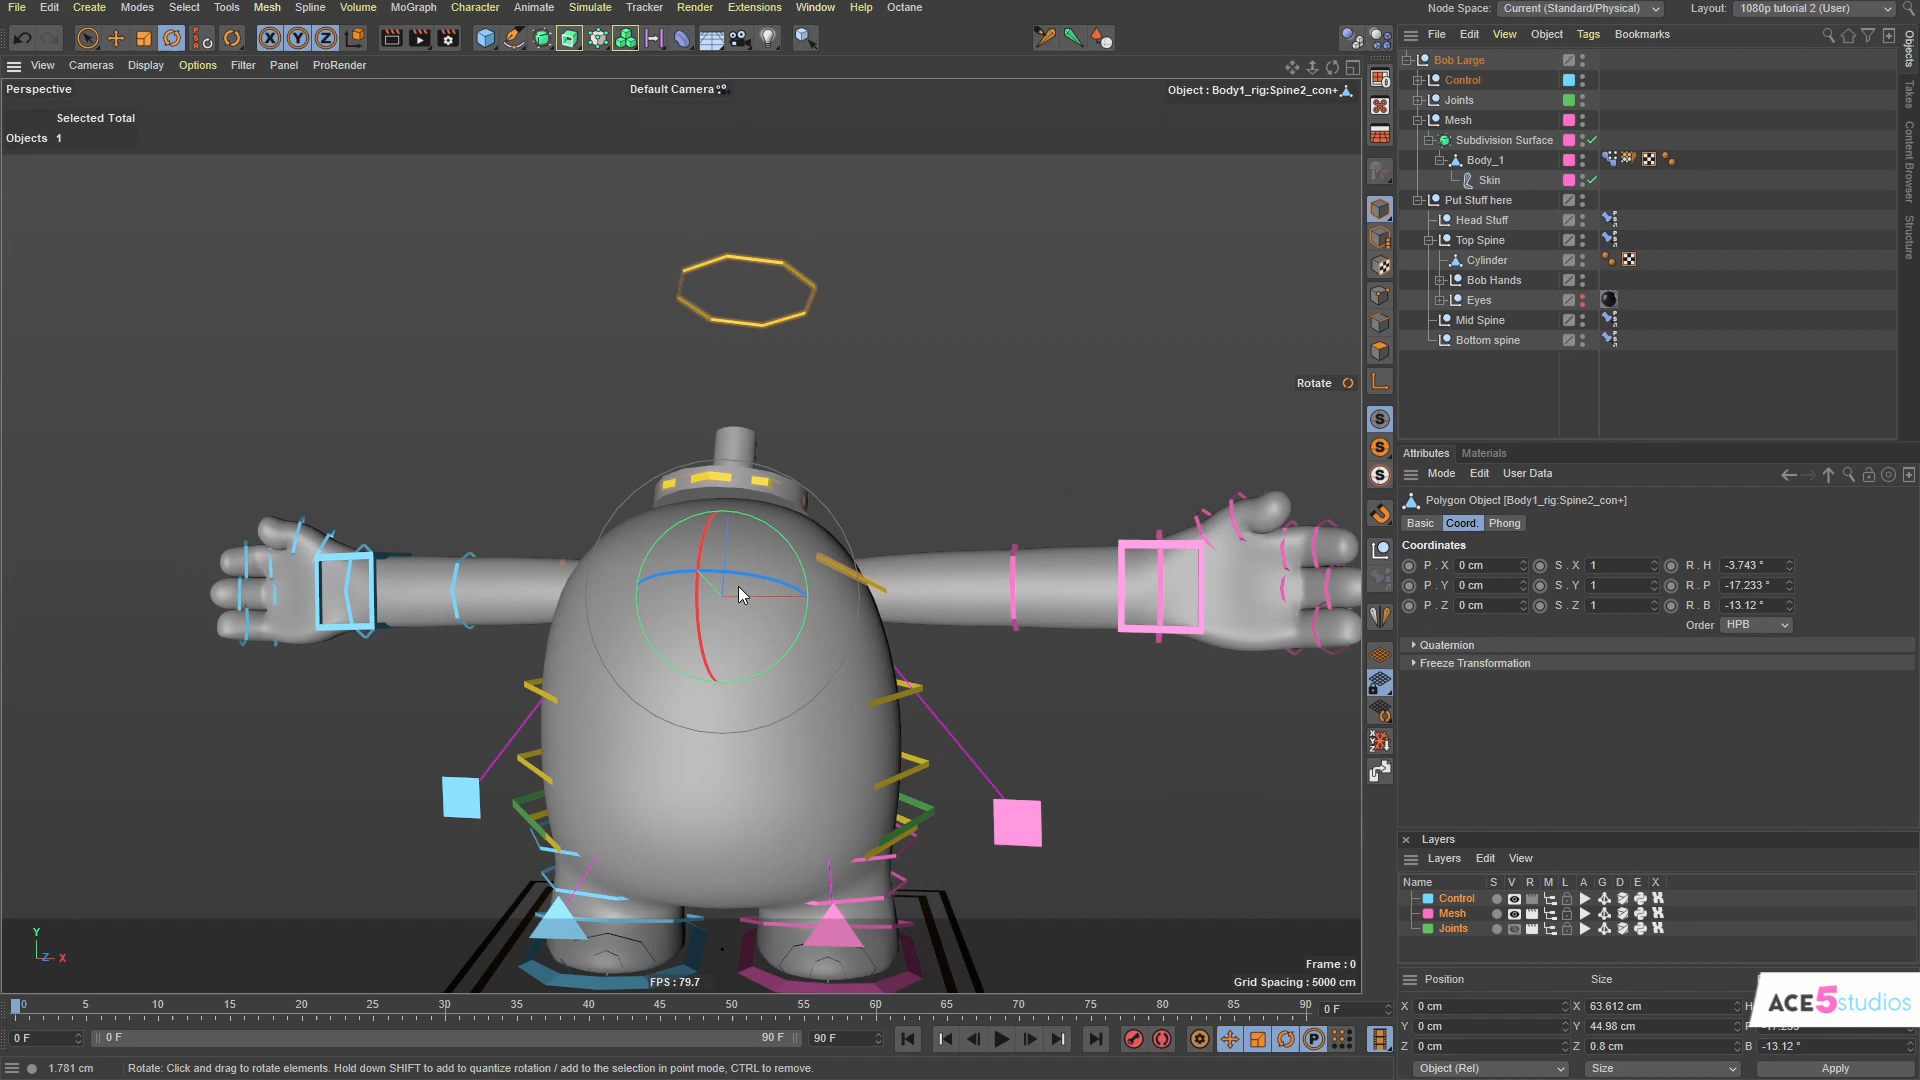 File Edit Create Modes Select Tools Mesh Spline Volume MoGraph Character Animate Simulate Tracker Render Extensions Window Help Octane
Node Space: Current (Standard/Physical) Layout: 1080p tutorial 2 (User)
View Cameras Display Options Filter Panel ProRender
Perspective
Default Camera
Object : Body1_rig:Spine2_con+
Selected Total
Objects 1
Rotate
Y
Z X
FPS : 79.7
Frame : 0
Grid Spacing : 5000 cm
0 5 10 15 20 25 30 35 40 45 50 55 60 65 70 75 80 85 90
0 F
0 F 0 F 90 F 90 F
P
1.781 cm Rotate: Click and drag to rotate elements. Hold down SHIFT to add to quantize rotation / add to the selection in point mode, CTRL to remove.
File Edit View Object Tags Bookmarks
Bob Large
Control
Joints
Mesh
Subdivision Surface
Body_1
Skin
Put Stuff here
Head Stuff
Top Spine
Cylinder
Bob Hands
Eyes
Mid Spine
Bottom spine
Objects
Takes
Content Browser
Structure
Attributes Materials
Mode Edit User Data
Polygon Object [Body1_rig:Spine2_con+]
Basic Coord. Phong
Coordinates
P . X 0 cm S . X 1 R . H -3.743 °
P . Y 0 cm S . Y 1 R . P -17.233 °
P . Z 0 cm S . Z 1 R . B -13.12 °
Order HPB
Quaternion
Freeze Transformation
Layers
Layers Edit View
Name S V R M L A G D E X
Control
Mesh
Joints
Position Size
X 0 cm X 63.612 cm H
Y 0 cm Y 44.98 cm
Z 0 cm Z 0.8 cm B -13.12 °
Object (Rel) Size Apply
ACE5studios